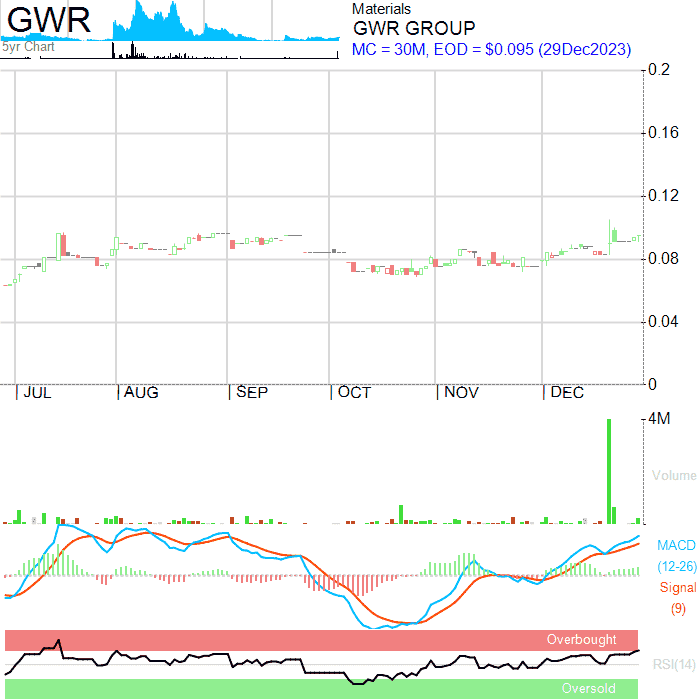 GWR
5yr Chart
Materials
GWR GROUP
MC = 30M, EOD = $0.095 (29Dec2023)
0.2
0.16
0.12
0.08
0.04
0
JUL AUG SEP OCT NOV DEC
4M
Volume
MACD
(12-26)
Signal
(9)
Overbought
RSI(14)
Oversold